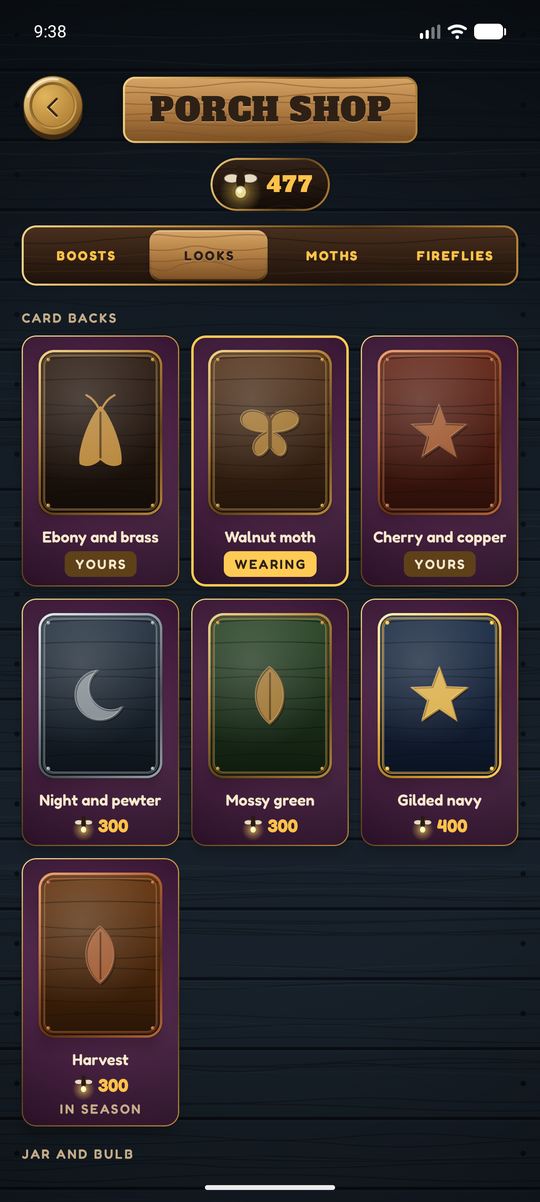 9:38
PORCH SHOP
477
BOOSTS LOOKS MOTHS FIREFLIES
CARD BACKS
Ebony and brass
YOURS
Walnut moth
WEARING
Cherry and copper
YOURS
Night and pewter
300
Mossy green
300
Gilded navy
400
Harvest
300
IN SEASON
JAR AND BULB